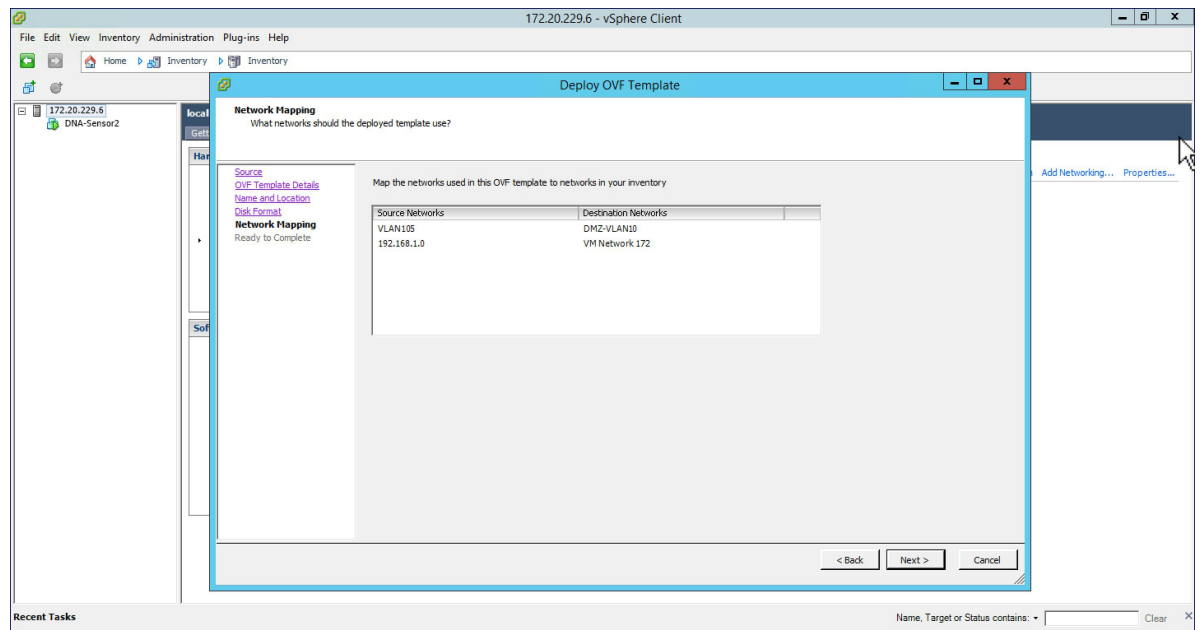 172.20.229.6 - vSphere Client
File Edit View Inventory Administration Plug-ins Help
Home Inventory Inventory
Deploy OVF Template
172.20.229.6
DNA-Sensor2
local
Gett
Har
Sof
Network Mapping
What networks should the deployed template use?
Source
OVF Template Details
Name and Location
Disk Format
Network Mapping
Ready to Complete
Map the networks used in this OVF template to networks in your inventory
Source Networks Destination Networks
VLAN105 DMZ-VLAN10
192.168.1.0 VM Network 172
Add Networking... Properties...
< Back Next > Cancel
Recent Tasks Name, Target or Status contains: Clear